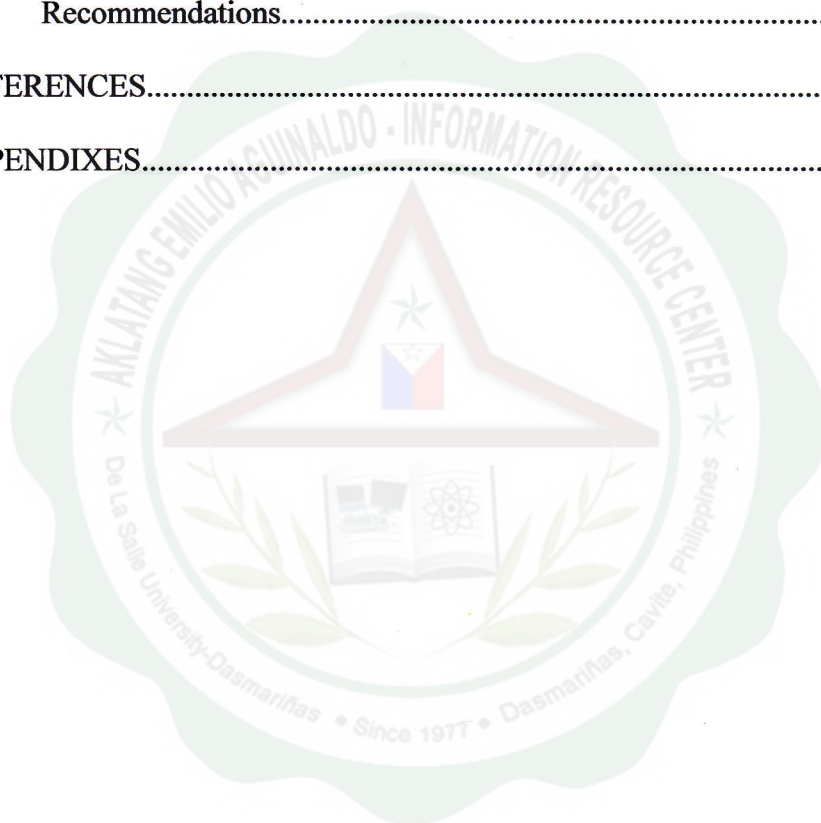 Recommendations........................................................................
FERENCES........................................................................................
PENDIXES........................................................................................
AKLATANG EMILIO AGUINALDO - INFORMATION RESOURCE CENTER
De La Salle University-Dasmariñas • Since 1977 • Dasmariñas, Cavite, Philippines